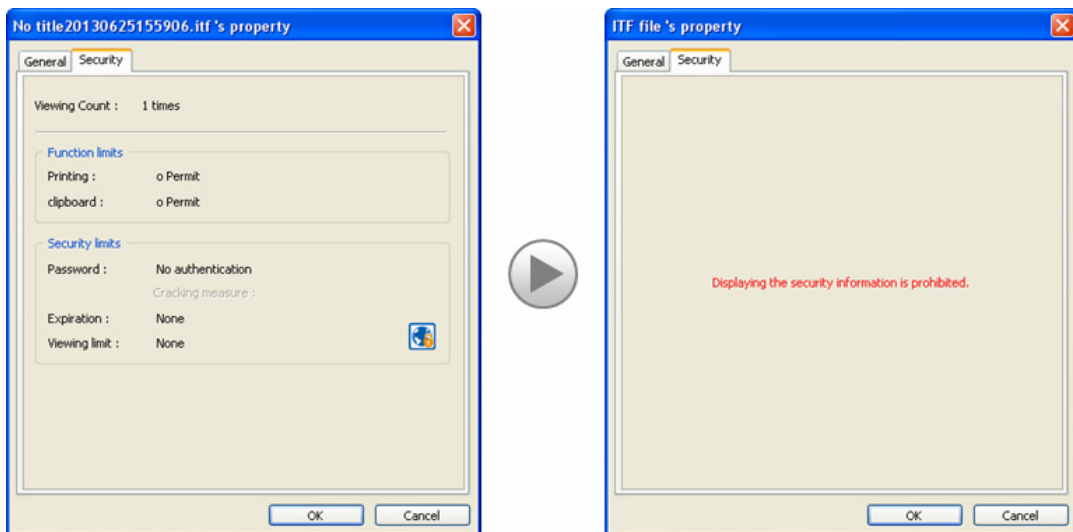 No title20130625155906.itf 's property
General Security
Viewing Count : 1 times
Function limits
Printing : o Permit
clipboard : o Permit
Security limits
Password : No authentication
Cracking measure :
Expiration : None
Viewing limit : None
OK Cancel
ITF file 's property
General Security
Displaying the security information is prohibited.
OK Cancel